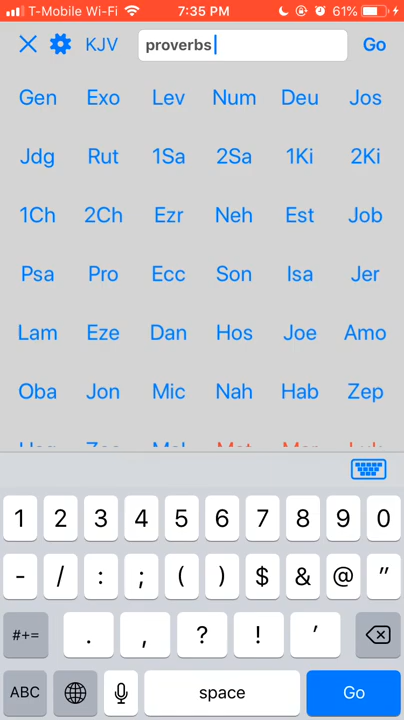 T-Mobile Wi-Fi 7:35 PM 61%
KJV proverbs Go
Gen Exo Lev Num Deu Jos
Jdg Rut 1Sa 2Sa 1Ki 2Ki
1Ch 2Ch Ezr Neh Est Job
Psa Pro Ecc Son Isa Jer
Lam Eze Dan Hos Joe Amo
Oba Jon Mic Nah Hab Zep
1 2 3 4 5 6 7 8 9 0
- / : ; ( ) $ & @ "
#+= . , ? ! '
ABC space Go